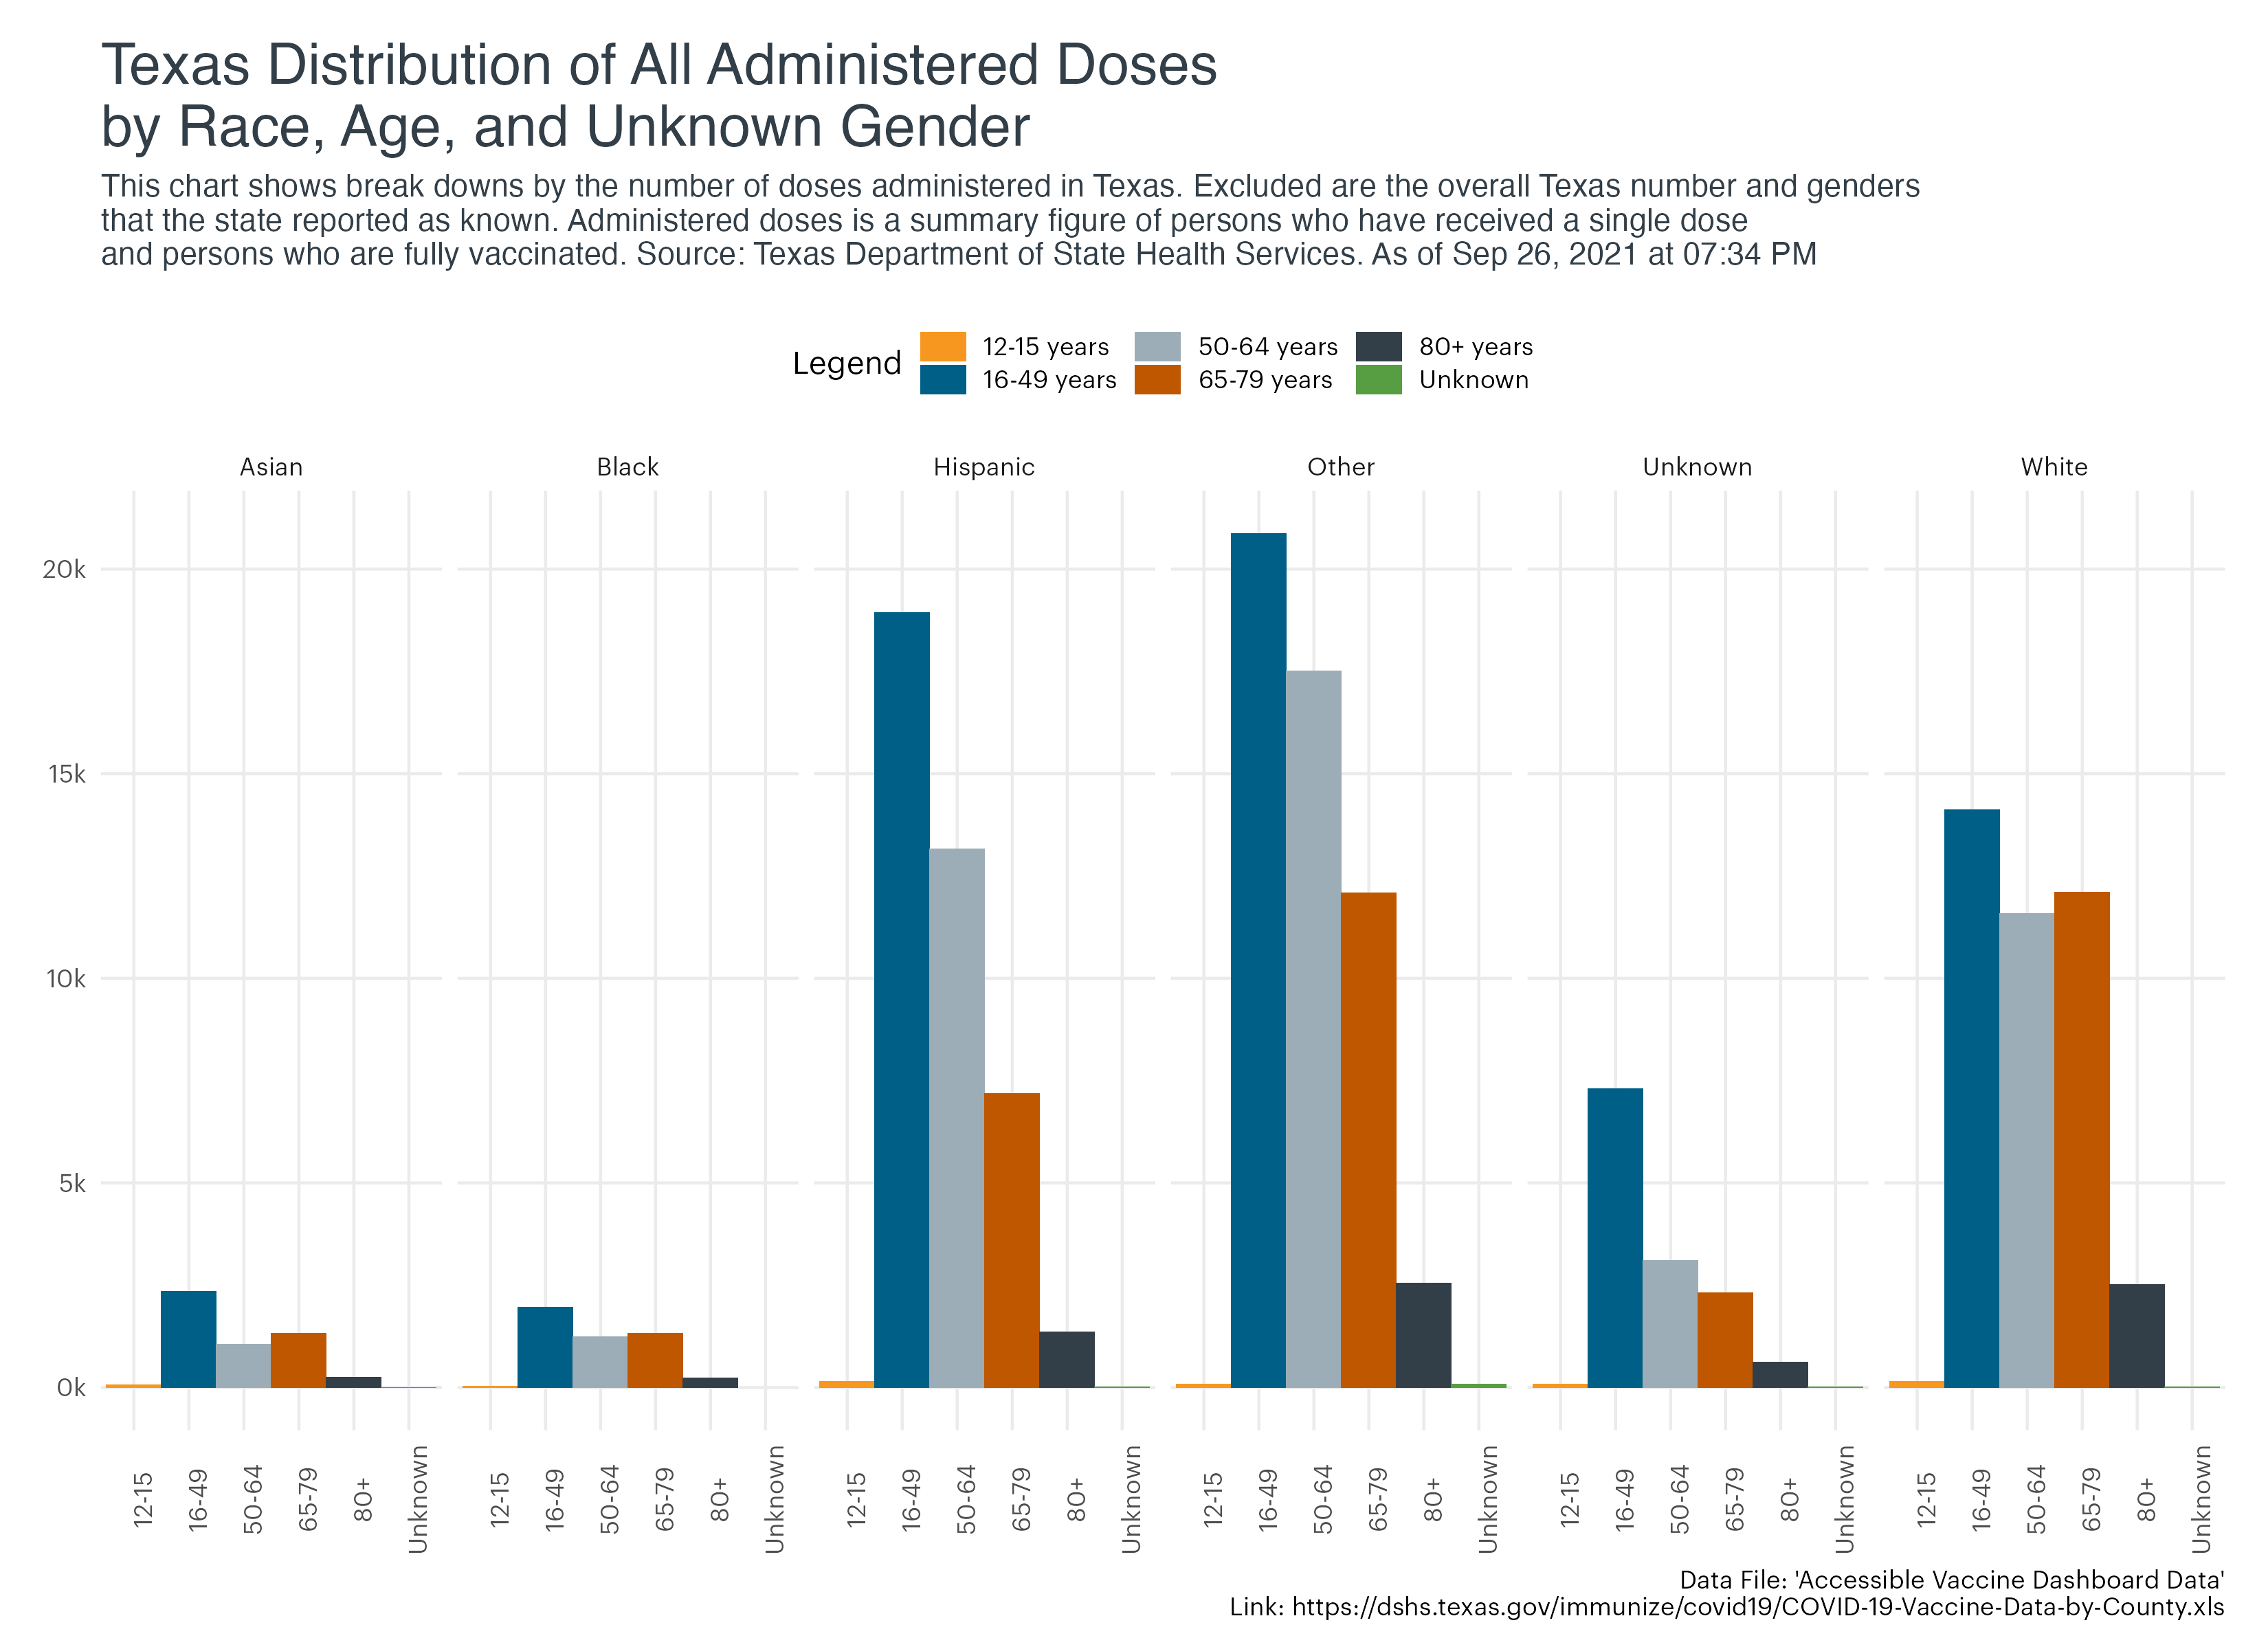 Texas Distribution of All Administered Doses
by Race, Age, and Unknown Gender
This chart shows break downs by the number of doses administered in Texas. Excluded are the overall Texas number and genders
that the state reported as known. Administered doses is a summary figure of persons who have received a single dose
and persons who are fully vaccinated. Source: Texas Department of State Health Services. As of Sep 26, 2021 at 07:34 PM
Legend
12-15 years 50-64 years 80+ years
16-49 years 65-79 years Unknown
Asian Black Hispanic Other Unknown White
20k
15k
10k
5k
0k
12-15 16-49 50-64 65-79 80+ Unknown 12-15 16-49 50-64 65-79 80+ Unknown 12-15 16-49 50-64 65-79 80+ Unknown 12-15 16-49 50-64 65-79 80+ Unknown 12-15 16-49 50-64 65-79 80+ Unknown 12-15 16-49 50-64 65-79 80+ Unknown
Data File: 'Accessible Vaccine Dashboard Data'
Link: https://dshs.texas.gov/immunize/covid19/COVID-19-Vaccine-Data-by-County.xls